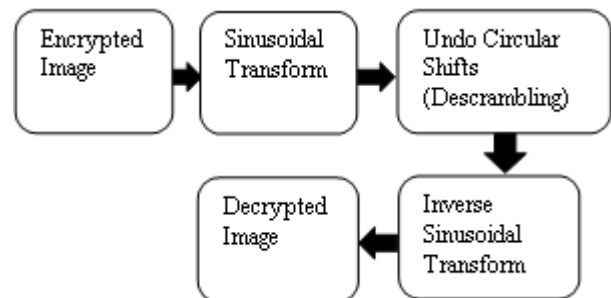 Encrypted
Image
Sinusoidal
Transform
Undo Circular
Shifts
(Descrambling)
Inverse
Sinusoidal
Transform
Decrypted
Image